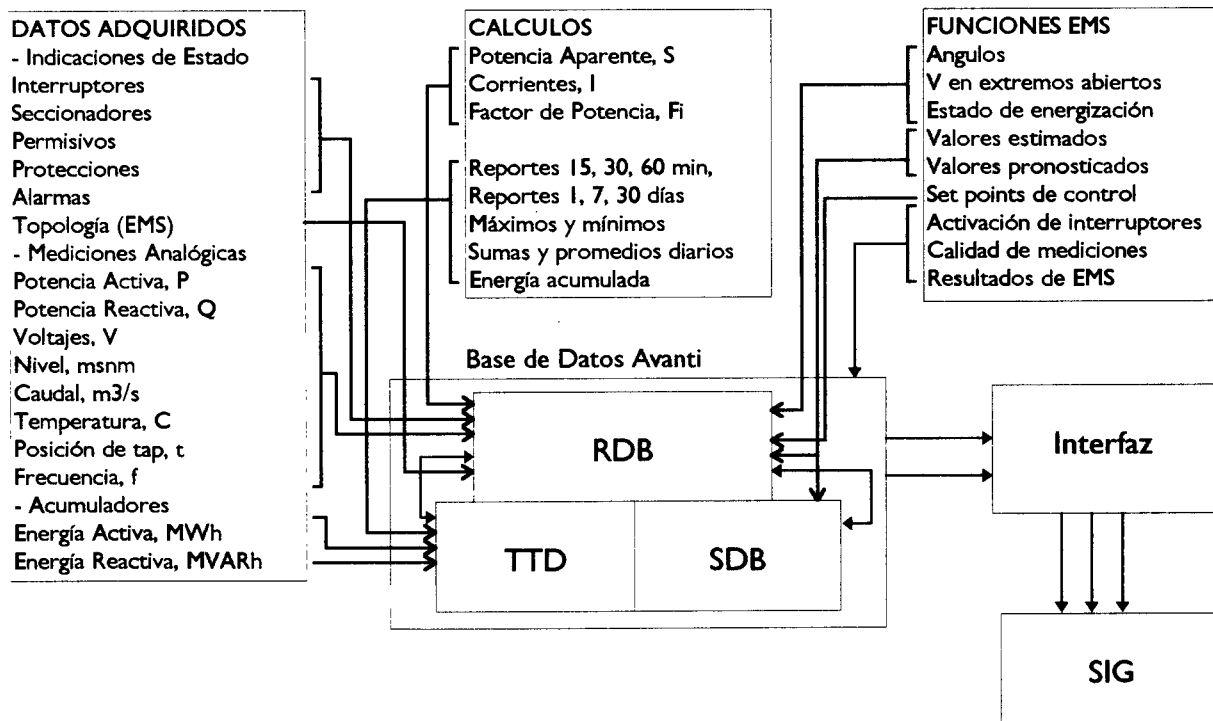 DATOS ADQUIRIDOS
- Indicaciones de Estado
Interruptores
Seccionadores
Permisivos
Protecciones
Alarmas
Topología (EMS)
- Mediciones Analógicas
Potencia Activa, P
Potencia Reactiva, Q
Voltajes, V
Nivel, msnm
Caudal, m3/s
Temperatura, C
Posición de tap, t
Frecuencia, f
- Acumuladores
Energía Activa, MWh
Energía Reactiva, MVARh
CALCULOS
Potencia Aparente, S
Corrientes, I
Factor de Potencia, Fi
Reportes 15, 30, 60 min,
Reportes 1, 7, 30 días
Máximos y mínimos
Sumas y promedios diarios
Energía acumulada
FUNCIONES EMS
Angulos
V en extremos abiertos
Estado de energización
Valores estimados
Valores pronosticados
Set points de control
Activación de interruptores
Calidad de mediciones
Resultados de EMS
Base de Datos Avanti
RDB
TTD
SDB
Interfaz
SIG